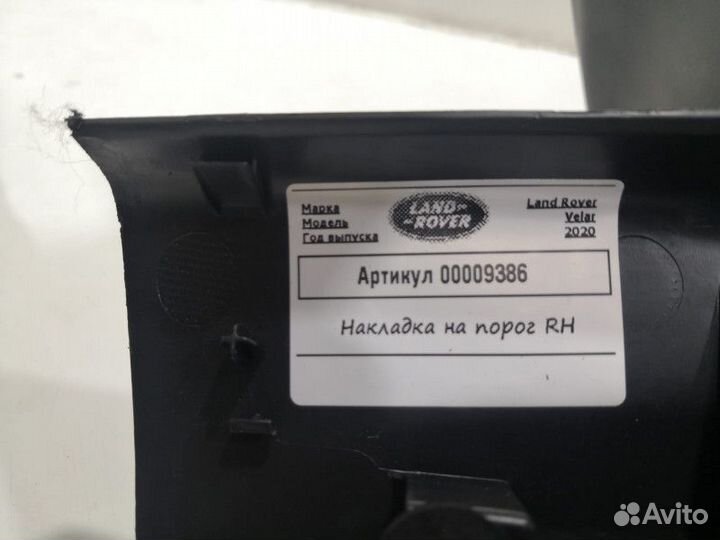 Марка
Модель
Год выпуска
LAND
ROVER
Land Rover
Velar
2020
Артикул 00009386
Накладка на порог RH
Avito